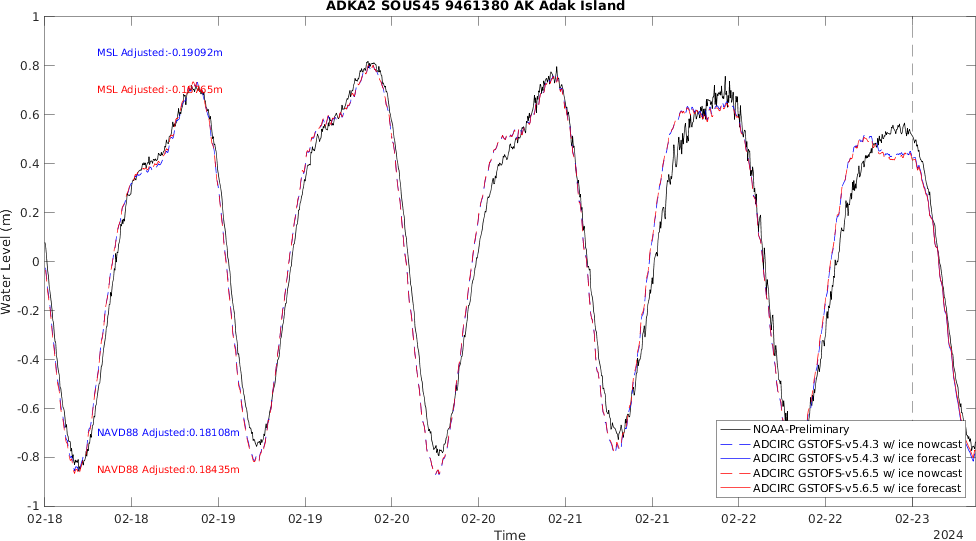 ADKA2 SOUS45 9461380 AK Adak Island
1
0.8
0.6
0.4
0.2
0
-0.2
-0.4
-0.6
-0.8
-1
Water Level (m)
MSL Adjusted:-0.19092m
MSL Adjusted:
NAVD88 Adjusted:0.18108m
NAVD88 Adjusted:0.18435m
NOAA-Preliminary
ADCIRC GSTOFS-v5.4.3 w/ ice nowcast
ADCIRC GSTOFS-v5.4.3 w/ ice forecast
ADCIRC GSTOFS-v5.6.5 w/ ice nowcast
ADCIRC GSTOFS-v5.6.5 w/ ice forecast
02-18 02-18 02-19 02-19 02-20 02-20 02-21 02-21 02-22 02-22 02-23
Time
2024